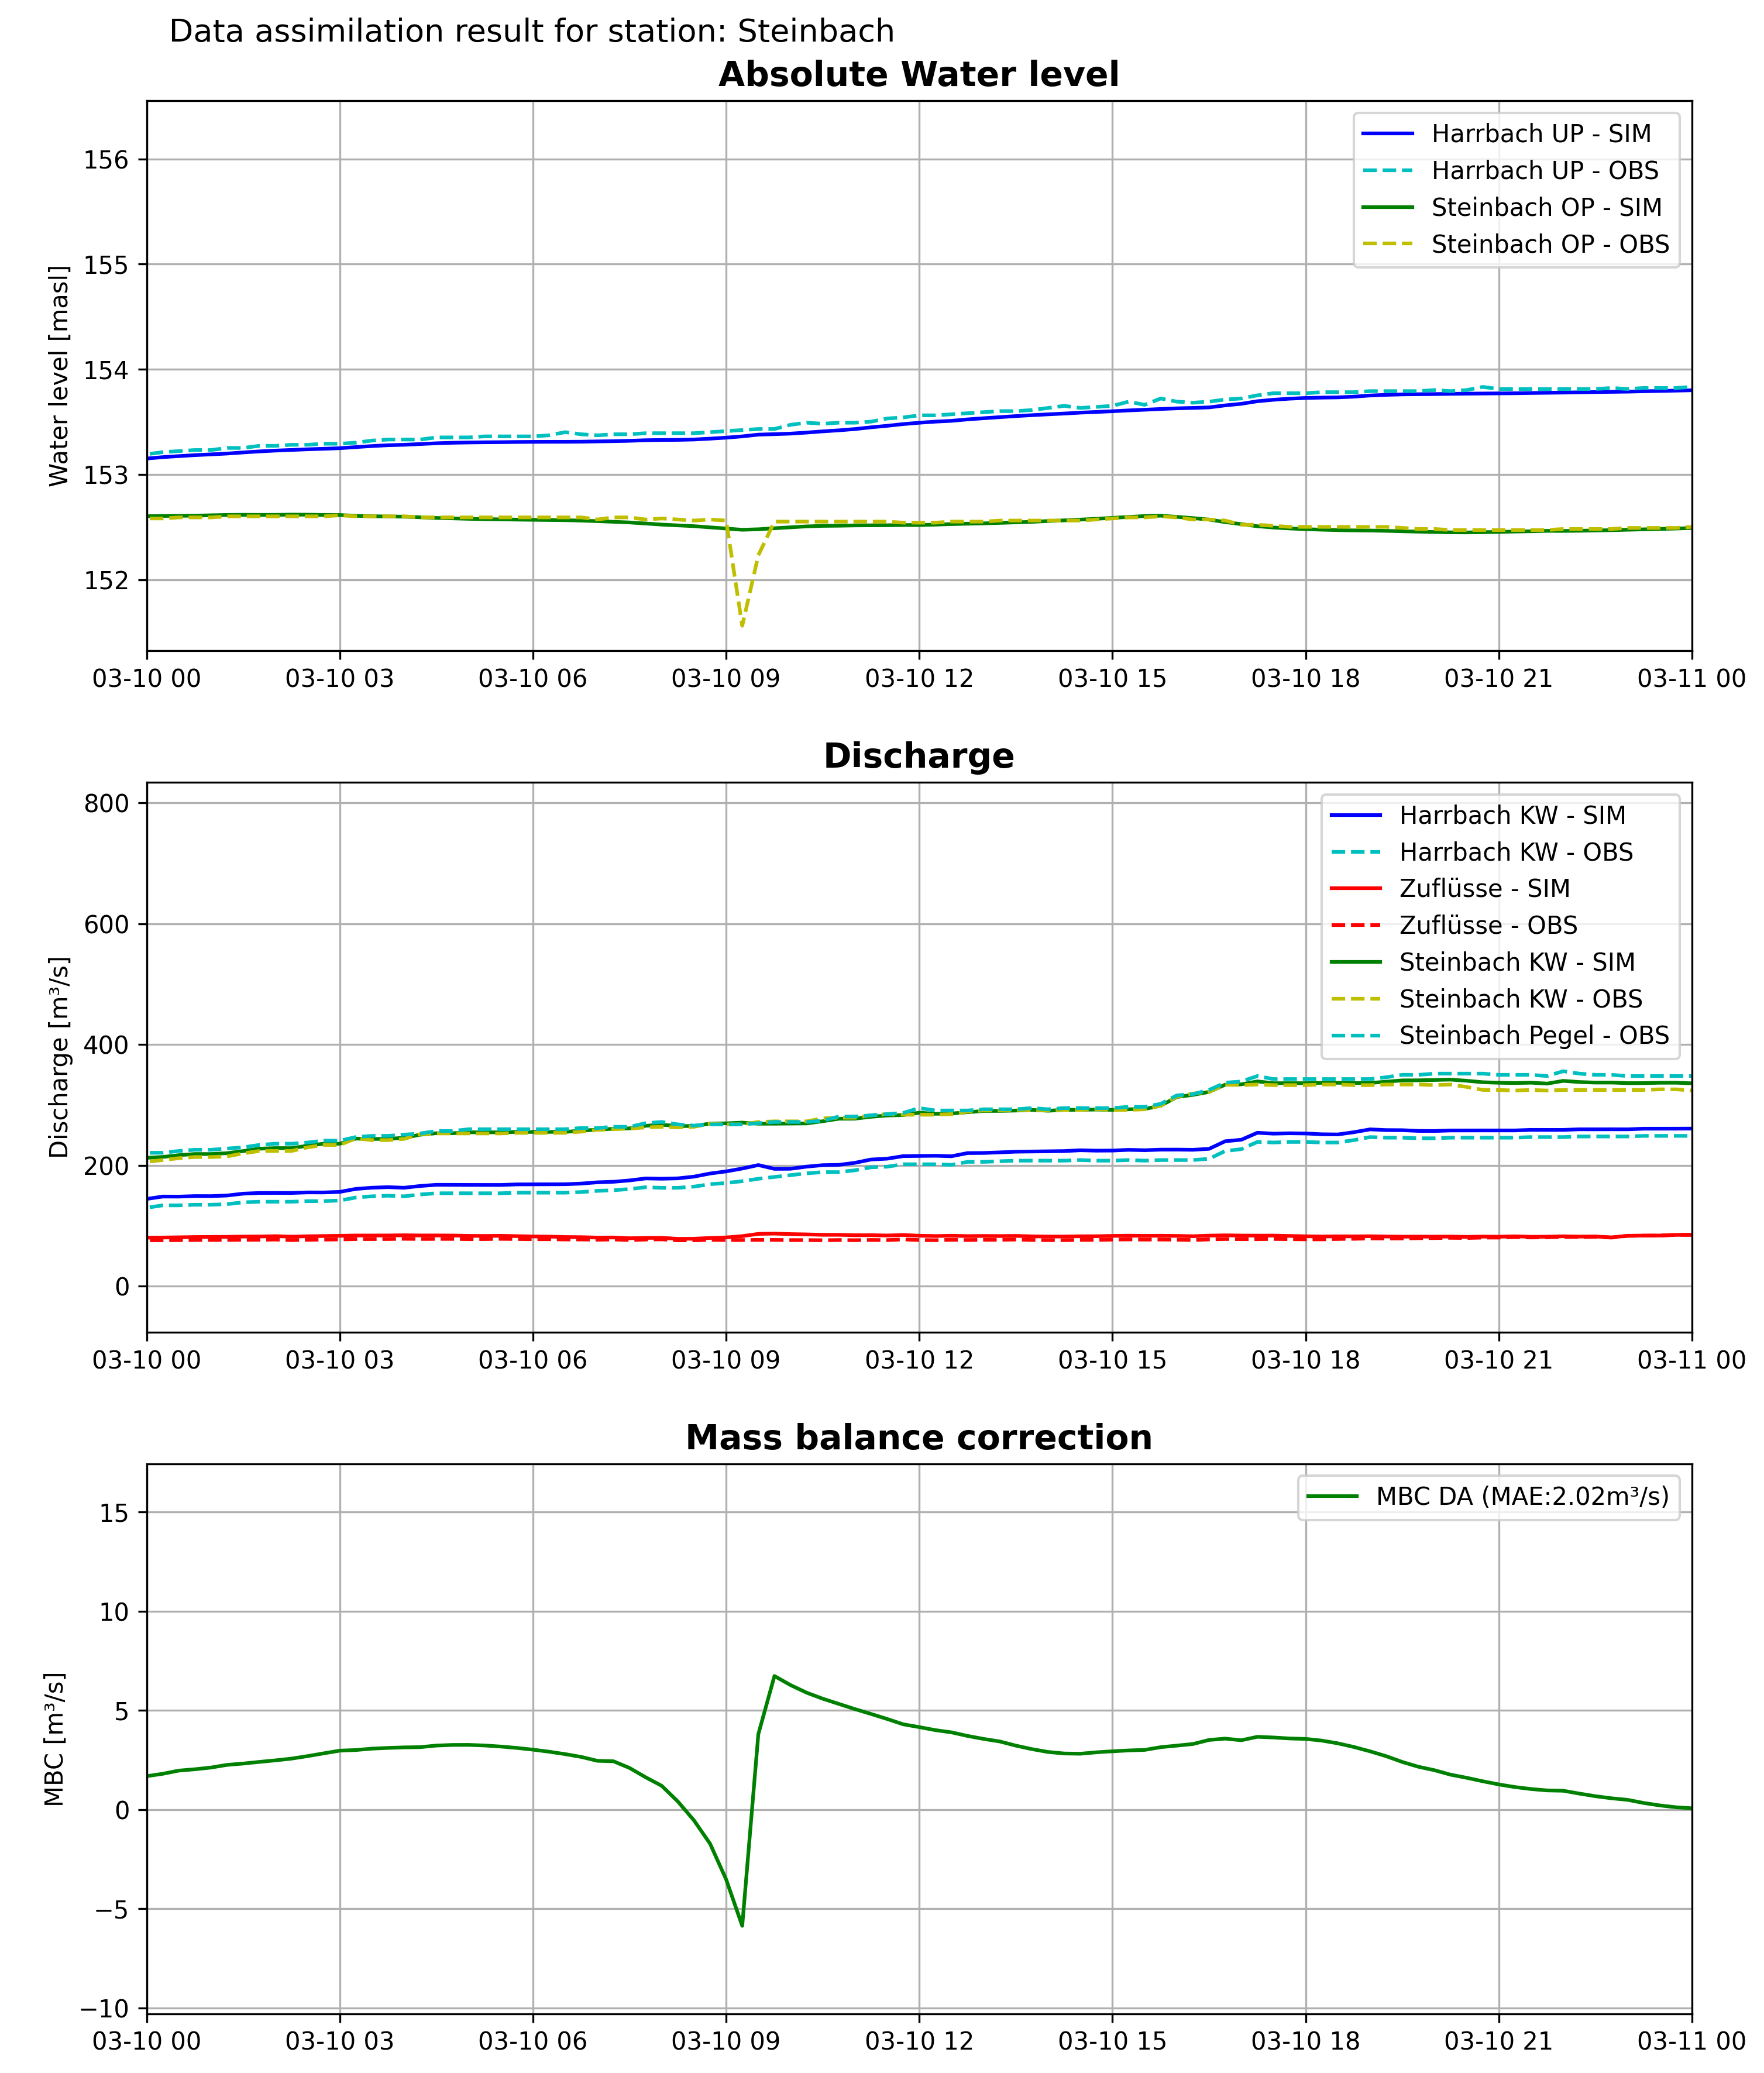 Data assimilation result for station: Steinbach
Absolute Water level
Water level [masl]
156
155
154
153
152
Harrbach UP - SIM
Harrbach UP - OBS
Steinbach OP - SIM
Steinbach OP - OBS
03-10 00 03-10 03 03-10 06 03-10 09 03-10 12 03-10 15 03-10 18 03-10 21 03-11 00
Discharge
Discharge [m³/s]
800
600
400
200
0
Harrbach KW - SIM
Harrbach KW - OBS
Zuflüsse - SIM
Zuflüsse - OBS
Steinbach KW - SIM
Steinbach KW - OBS
Steinbach Pegel - OBS
03-10 00 03-10 03 03-10 06 03-10 09 03-10 12 03-10 15 03-10 18 03-10 21 03-11 00
Mass balance correction
MBC [m³/s]
15
10
5
0
−5
−10
MBC DA (MAE:2.02m³/s)
03-10 00 03-10 03 03-10 06 03-10 09 03-10 12 03-10 15 03-10 18 03-10 21 03-11 00